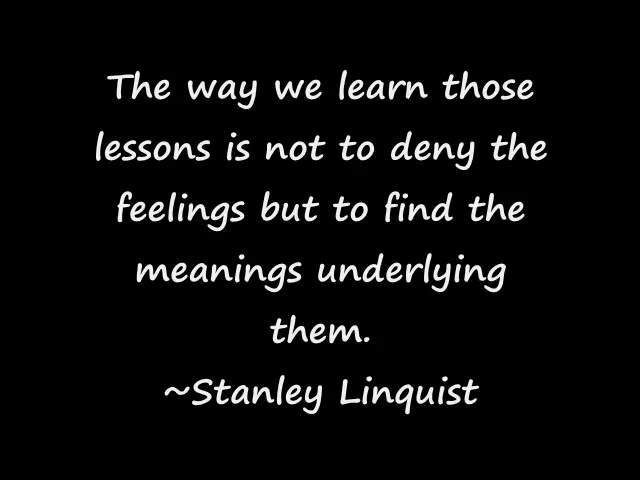 The way we learn those
lessons is not to deny the
feelings but to find the
meanings underlying
them.
~Stanley Linquist